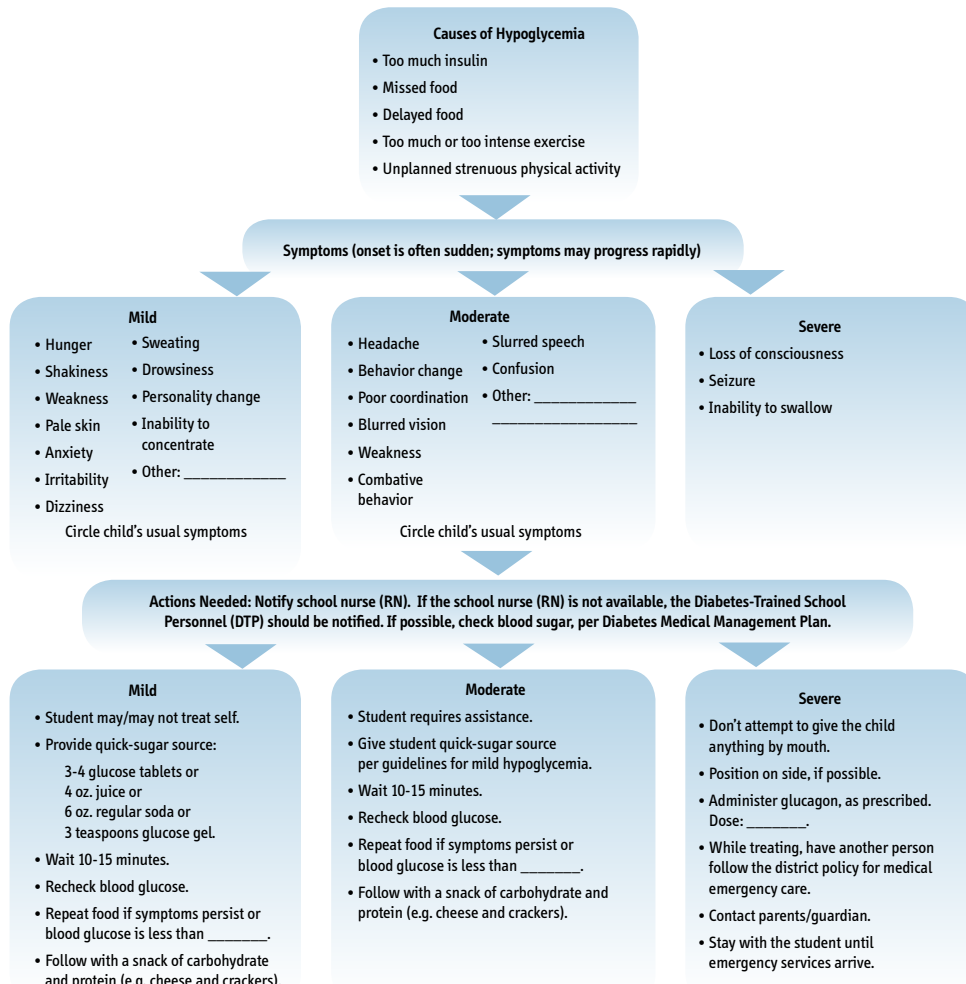 Causes of Hypoglycemia
• Too much insulin
• Missed food
• Delayed food
• Too much or too intense exercise
• Unplanned strenuous physical activity
Symptoms (onset is often sudden; symptoms may progress rapidly)
Mild
• Hunger
• Shakiness
• Weakness
• Pale skin
• Anxiety
• Irritability
• Dizziness
• Sweating
• Drowsiness
• Personality change
• Inability to
concentrate
• Other: _____________
Circle child's usual symptoms
Moderate
• Headache
• Behavior change
• Poor coordination
• Blurred vision
• Weakness
• Combative
behavior
• Slurred speech
• Confusion
• Other: _____________
__________________
Circle child's usual symptoms
Severe
• Loss of consciousness
• Seizure
• Inability to swallow
Actions Needed: Notify school nurse (RN). If the school nurse (RN) is not available, the Diabetes-Trained School
Personnel (DTP) should be notified. If possible, check blood sugar, per Diabetes Medical Management Plan.
Mild
• Student may/may not treat self.
• Provide quick-sugar source:
3-4 glucose tablets or
4 oz. juice or
6 oz. regular soda or
3 teaspoons glucose gel.
• Wait 10-15 minutes.
• Recheck blood glucose.
• Repeat food if symptoms persist or
blood glucose is less than _______.
• Follow with a snack of carbohydrate
and protein (e.g. cheese and crackers)
Moderate
• Student requires assistance.
• Give student quick-sugar source
per guidelines for mild hypoglycemia.
• Wait 10-15 minutes.
• Recheck blood glucose.
• Repeat food if symptoms persist or
blood glucose is less than _______.
• Follow with a snack of carbohydrate and
protein (e.g. cheese and crackers).
Severe
• Don't attempt to give the child
anything by mouth.
• Position on side, if possible.
• Administer glucagon, as prescribed.
Dose: _______.
• While treating, have another person
follow the district policy for medical
emergency care.
• Contact parents/guardian.
• Stay with the student until
emergency services arrive.